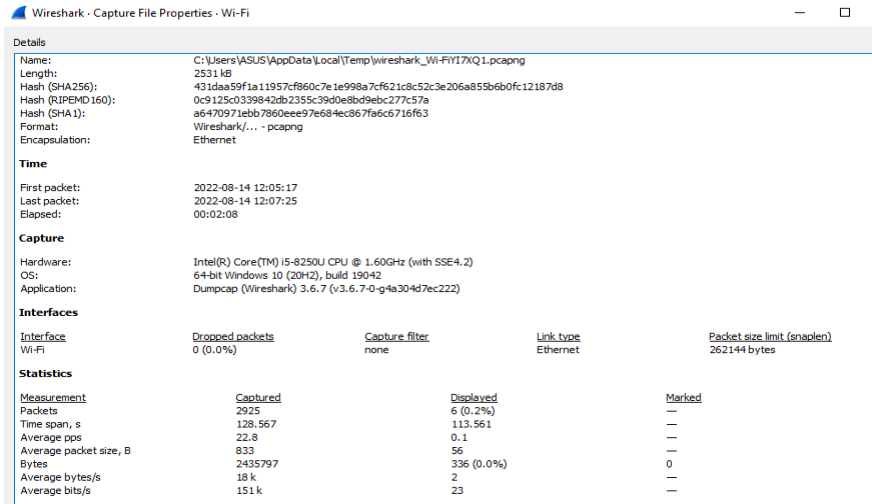 Wireshark · Capture File Properties · Wi-Fi
Details
Name: C:\Users\ASUS\AppData\Local\Temp\wireshark_Wi-FiYI7XQ1.pcapng
Length: 2531 kB
Hash (SHA256): 431daa59f1a11957cf860c7e1e998a7cf621c8c52c3e206a855b6b0fc12187d8
Hash (RIPEMD160): 0c9125c0339842db2355c39d0e8bd9ebc277c57a
Hash (SHA1): a6470971ebb7860eee97e684ec867fa6c6716f63
Format: Wireshark/... - pcapng
Encapsulation: Ethernet
Time
First packet: 2022-08-14 12:05:17
Last packet: 2022-08-14 12:07:25
Elapsed: 00:02:08
Capture
Hardware: Intel(R) Core(TM) i5-8250U CPU @ 1.60GHz (with SSE4.2)
OS: 64-bit Windows 10 (20H2), build 19042
Application: Dumpcap (Wireshark) 3.6.7 (v3.6.7-0-g4a304d7ec222)
Interfaces
Interface Dropped packets Capture filter Link type Packet size limit (snaplen)
Wi-Fi 0 (0.0%) none Ethernet 262144 bytes
Statistics
Measurement Captured Displayed Marked
Packets 2925 6 (0.2%) —
Time span, s 128.567 113.561 —
Average pps 22.8 0.1 —
Average packet size, B 833 56 —
Bytes 2435797 336 (0.0%) 0
Average bytes/s 18 k 2 —
Average bits/s 151 k 23 —